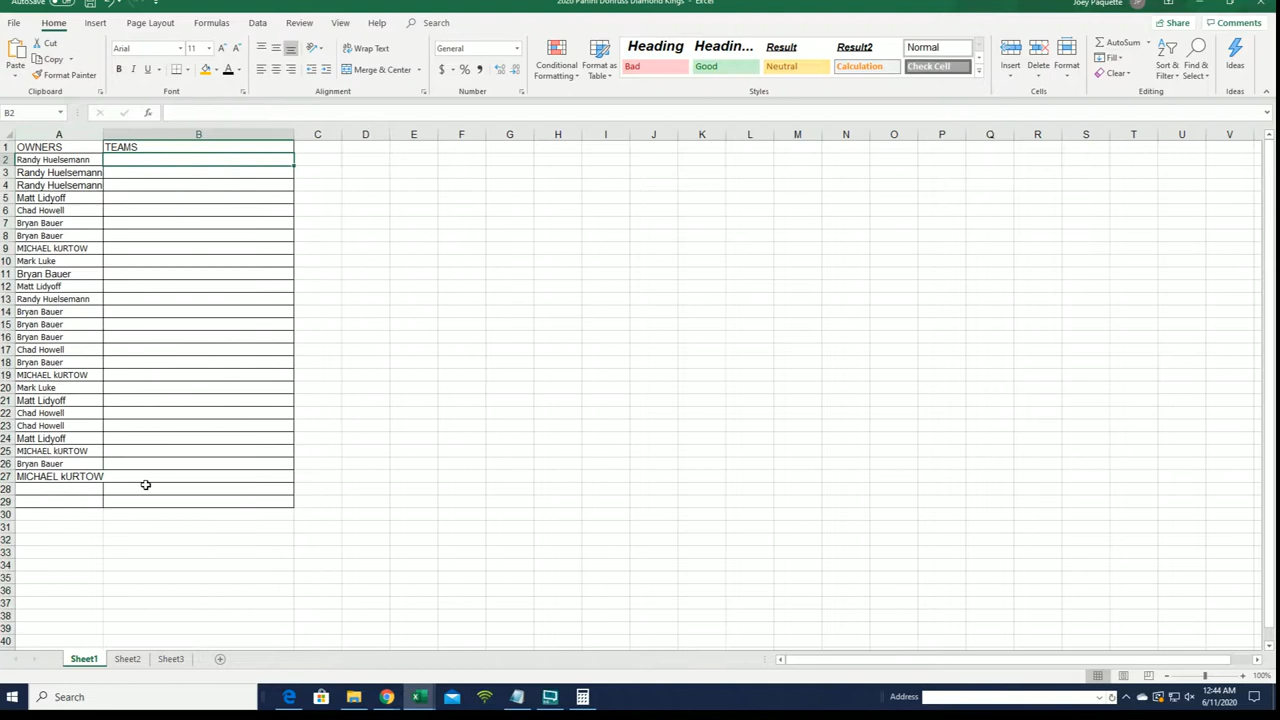 AutoSave
2020 Panini Donruss Diamond Kings - Excel
Joey Paquette
JP
File Home Insert Page Layout Formulas Data Review View Help Search
Share Comments
Paste Cut Copy Format Painter
Clipboard
Arial 11
B I U
Font
Wrap Text
Merge & Center
Alignment
General
$ % 9
Number
Conditional Formatting
Format as Table
Heading Headin... Result Result2 Normal
Bad Good Neutral Calculation Check Cell
Styles
Insert Delete Format
Cells
AutoSum
Fill
Clear
Sort & Filter
Find & Select
Editing
Ideas
Ideas
B2 fx
A B C D E F G H I J K L M N O P Q R S T U V
1 OWNERS TEAMS
2 Randy Huelsemann
3 Randy Huelsemann
4 Randy Huelsemann
5 Matt Lidyoff
6 Chad Howell
7 Bryan Bauer
8 Bryan Bauer
9 MICHAEL kURTOW
10 Mark Luke
11 Bryan Bauer
12 Matt Lidyoff
13 Randy Huelsemann
14 Bryan Bauer
15 Bryan Bauer
16 Bryan Bauer
17 Chad Howell
18 Bryan Bauer
19 MICHAEL kURTOW
20 Mark Luke
21 Matt Lidyoff
22 Chad Howell
23 Chad Howell
24 Matt Lidyoff
25 MICHAEL kURTOW
26 Bryan Bauer
27 MICHAEL kURTOW
28
29
30
31
32
33
34
35
36
37
38
39
40
Sheet1 Sheet2 Sheet3
100%
Search
Address
12:44 AM
6/11/2020